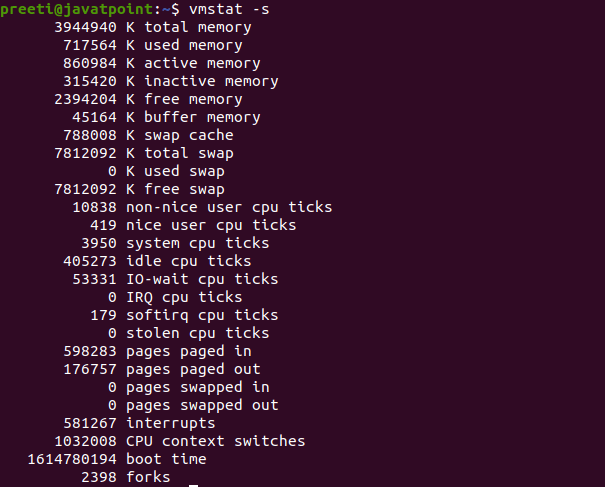 preeti@javatpoint:~$ vmstat -s
3944940 K total memory
717564 K used memory
860984 K active memory
315420 K inactive memory
2394204 K free memory
45164 K buffer memory
788008 K swap cache
7812092 K total swap
0 K used swap
7812092 K free swap
10838 non-nice user cpu ticks
419 nice user cpu ticks
3950 system cpu ticks
405273 idle cpu ticks
53331 IO-wait cpu ticks
0 IRQ cpu ticks
179 softirq cpu ticks
0 stolen cpu ticks
598283 pages paged in
176757 pages paged out
0 pages swapped in
0 pages swapped out
581267 interrupts
1032008 CPU context switches
1614780194 boot time
2398 forks